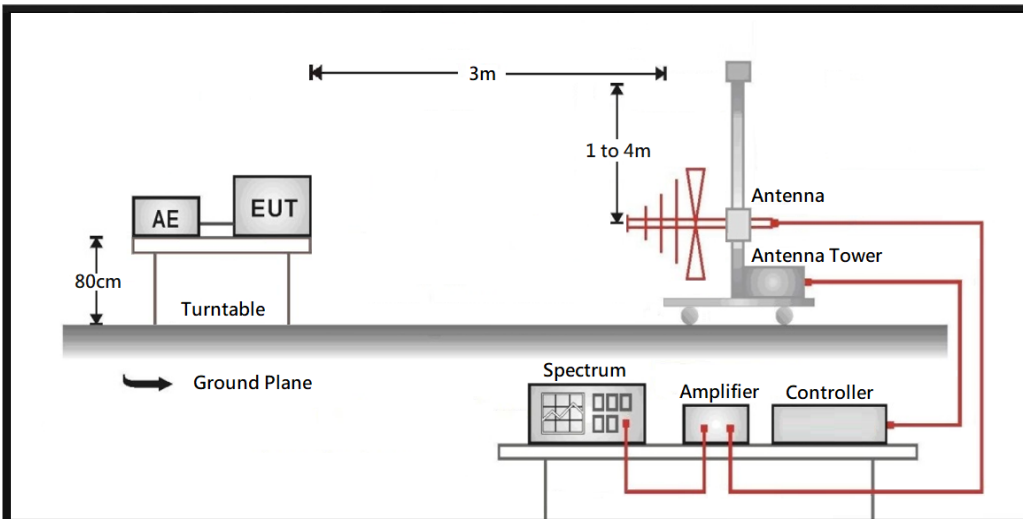 3m
1 to 4m
Antenna
AE
EUT
Antenna Tower
80cm
Turntable
Ground Plane
Spectrum
Amplifier
Controller